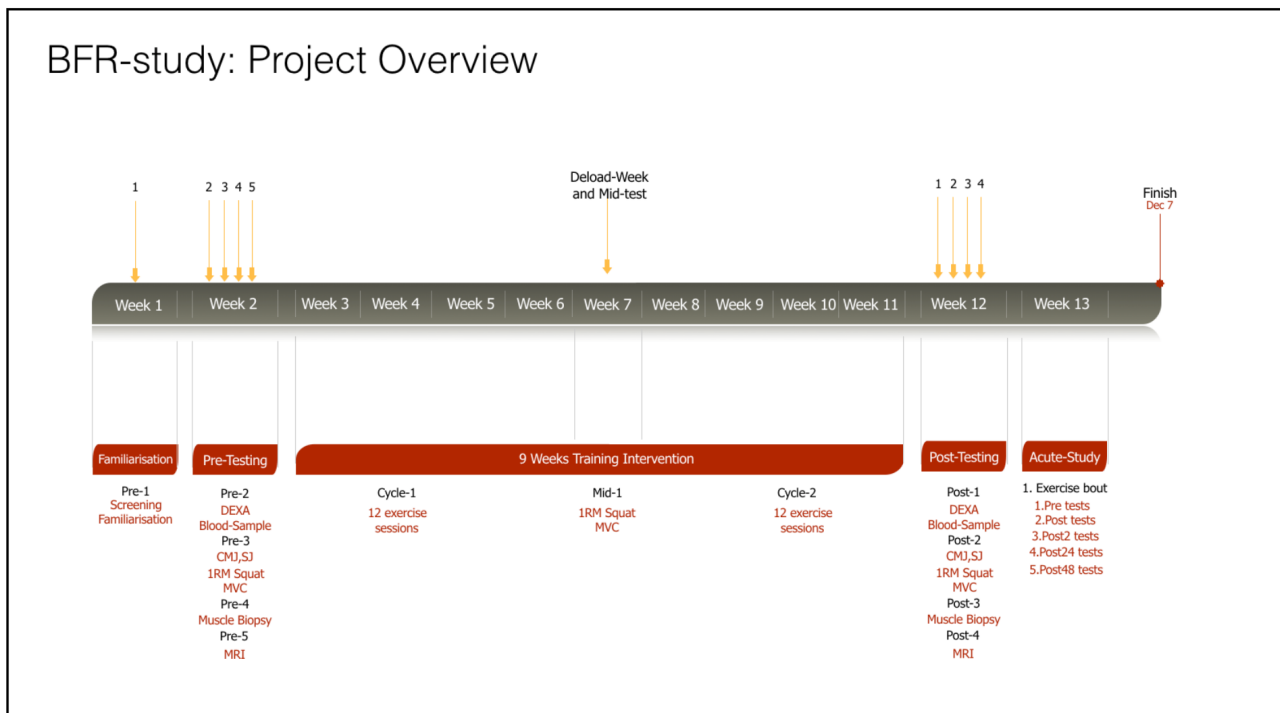 BFR-study: Project Overview
1
2 3 4 5
Deload-Week
and Mid-test
1 2 3 4
Finish
Dec 7
Week 1 Week 2 Week 3 Week 4 Week 5 Week 6 Week 7 Week 8 Week 9 Week 10 Week 11 Week 12 Week 13
Familiarisation
Pre-1
Screening
Familiarisation
Pre-Testing
Pre-2
DEXA
Blood-Sample
Pre-3
CMJ,SJ
1RM Squat
MVC
Pre-4
Muscle Biopsy
Pre-5
MRI
9 Weeks Training Intervention
Cycle-1
12 exercise
sessions
Mid-1
1RM Squat
MVC
Cycle-2
12 exercise
sessions
Post-Testing
Post-1
DEXA
Blood-Sample
Post-2
CMJ,SJ
1RM Squat
MVC
Post-3
Muscle Biopsy
Post-4
MRI
Acute-Study
1. Exercise bout
1.Pre tests
2.Post tests
3.Post2 tests
4.Post24 tests
5.Post48 tests